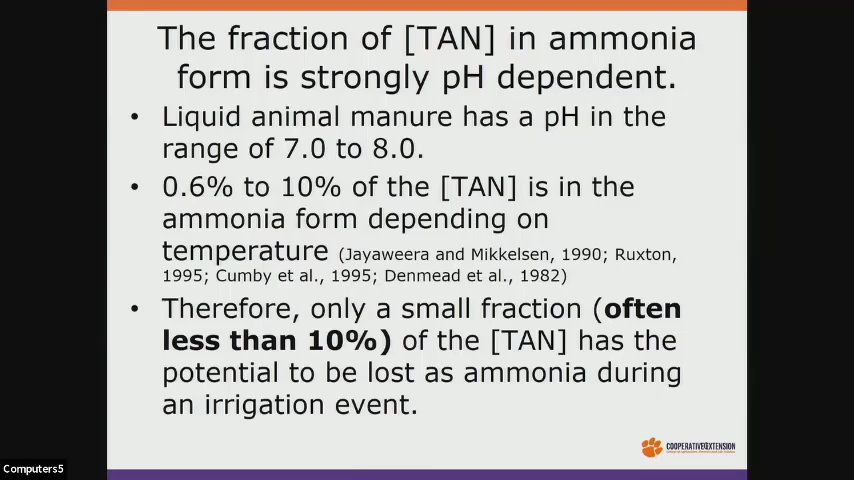 The fraction of [TAN] in ammonia
form is strongly pH dependent.
• Liquid animal manure has a pH in the
range of 7.0 to 8.0.
• 0.6% to 10% of the [TAN] is in the
ammonia form depending on
temperature (Jayaweera and Mikkelsen, 1990; Ruxton,
1995; Cumby et al., 1995; Denmead et al., 1982)
• Therefore, only a small fraction (often
less than 10%) of the [TAN] has the
potential to be lost as ammonia during
an irrigation event.
COOPERATIVE EXTENSION
Computers5